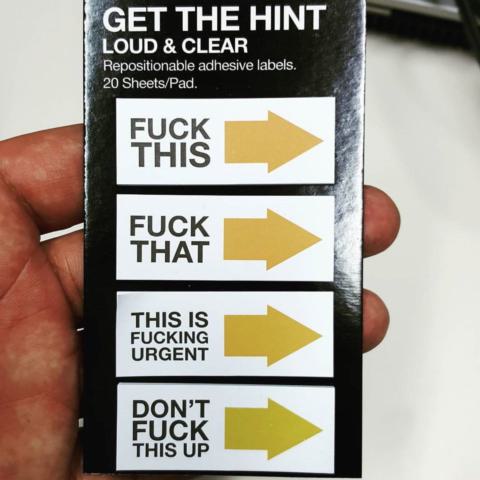 GET THE HINT
LOUD & CLEAR
Repositionable adhesive labels.
20 Sheets/Pad.
FUCK
THIS
FUCK
THAT
THIS IS
FUCKING
URGENT
DON'T
FUCK
THIS UP